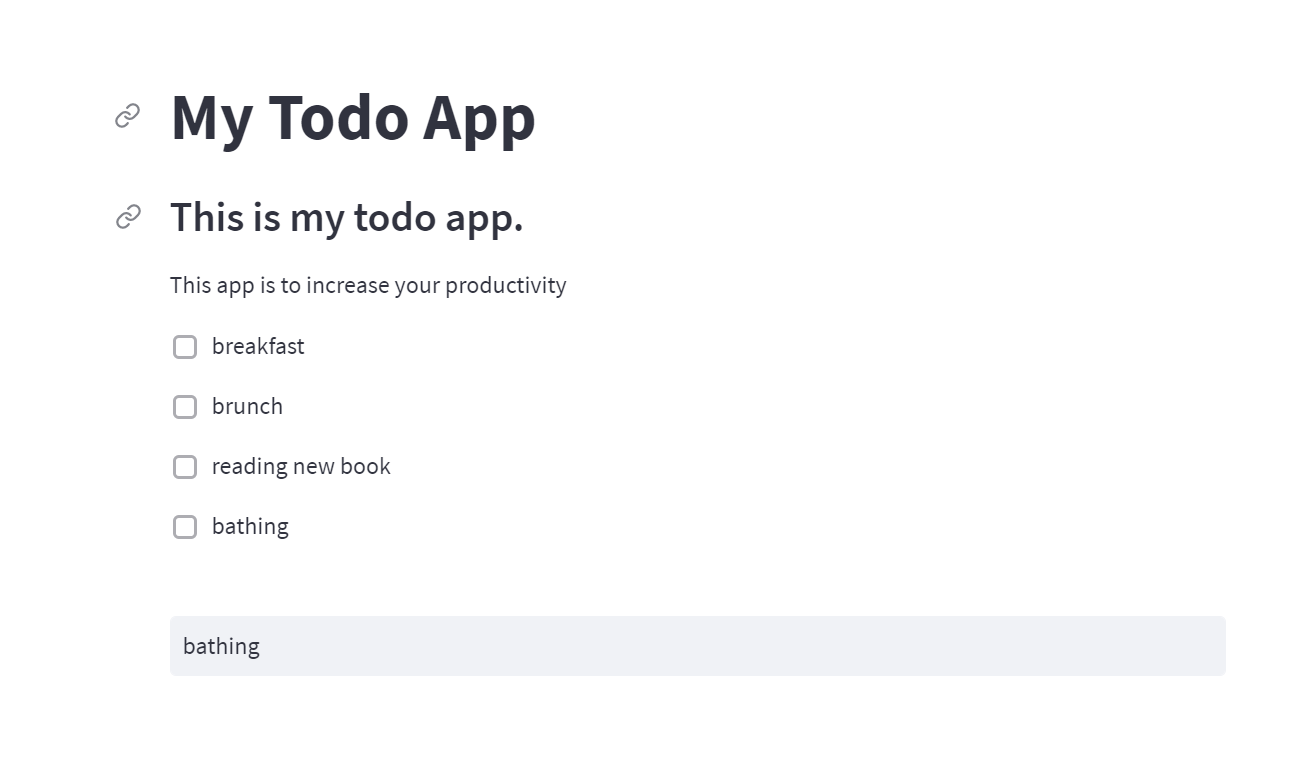 My Todo App
This is my todo app.
This app is to increase your productivity
breakfast
brunch
reading new book
bathing
bathing